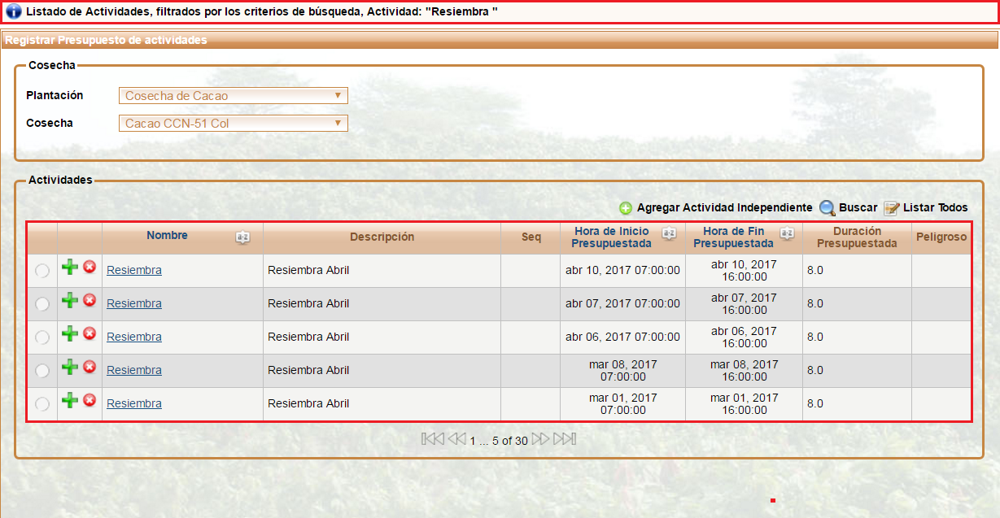 Listado de Actividades, filtrados por los criterios de búsqueda, Actividad: "Resiembra "
Registrar Presupuesto de actividades
Cosecha
Plantación Cosecha de Cacao
Cosecha Cacao CCN-51 Col
Actividades
Agregar Actividad Independiente Buscar Listar Todos
Nombre a-z Descripción Seq Hora de Inicio Presupuestada a-z Hora de Fin Presupuestada a-z Duración Presupuestada Peligroso
Resiembra Resiembra Abril abr 10, 2017 07:00:00 abr 10, 2017 16:00:00 8.0
Resiembra Resiembra Abril abr 07, 2017 07:00:00 abr 07, 2017 16:00:00 8.0
Resiembra Resiembra Abril abr 06, 2017 07:00:00 abr 06, 2017 16:00:00 8.0
Resiembra Resiembra Abril mar 08, 2017 07:00:00 mar 08, 2017 16:00:00 8.0
Resiembra Resiembra Abril mar 01, 2017 07:00:00 mar 01, 2017 16:00:00 8.0
1 ... 5 of 30